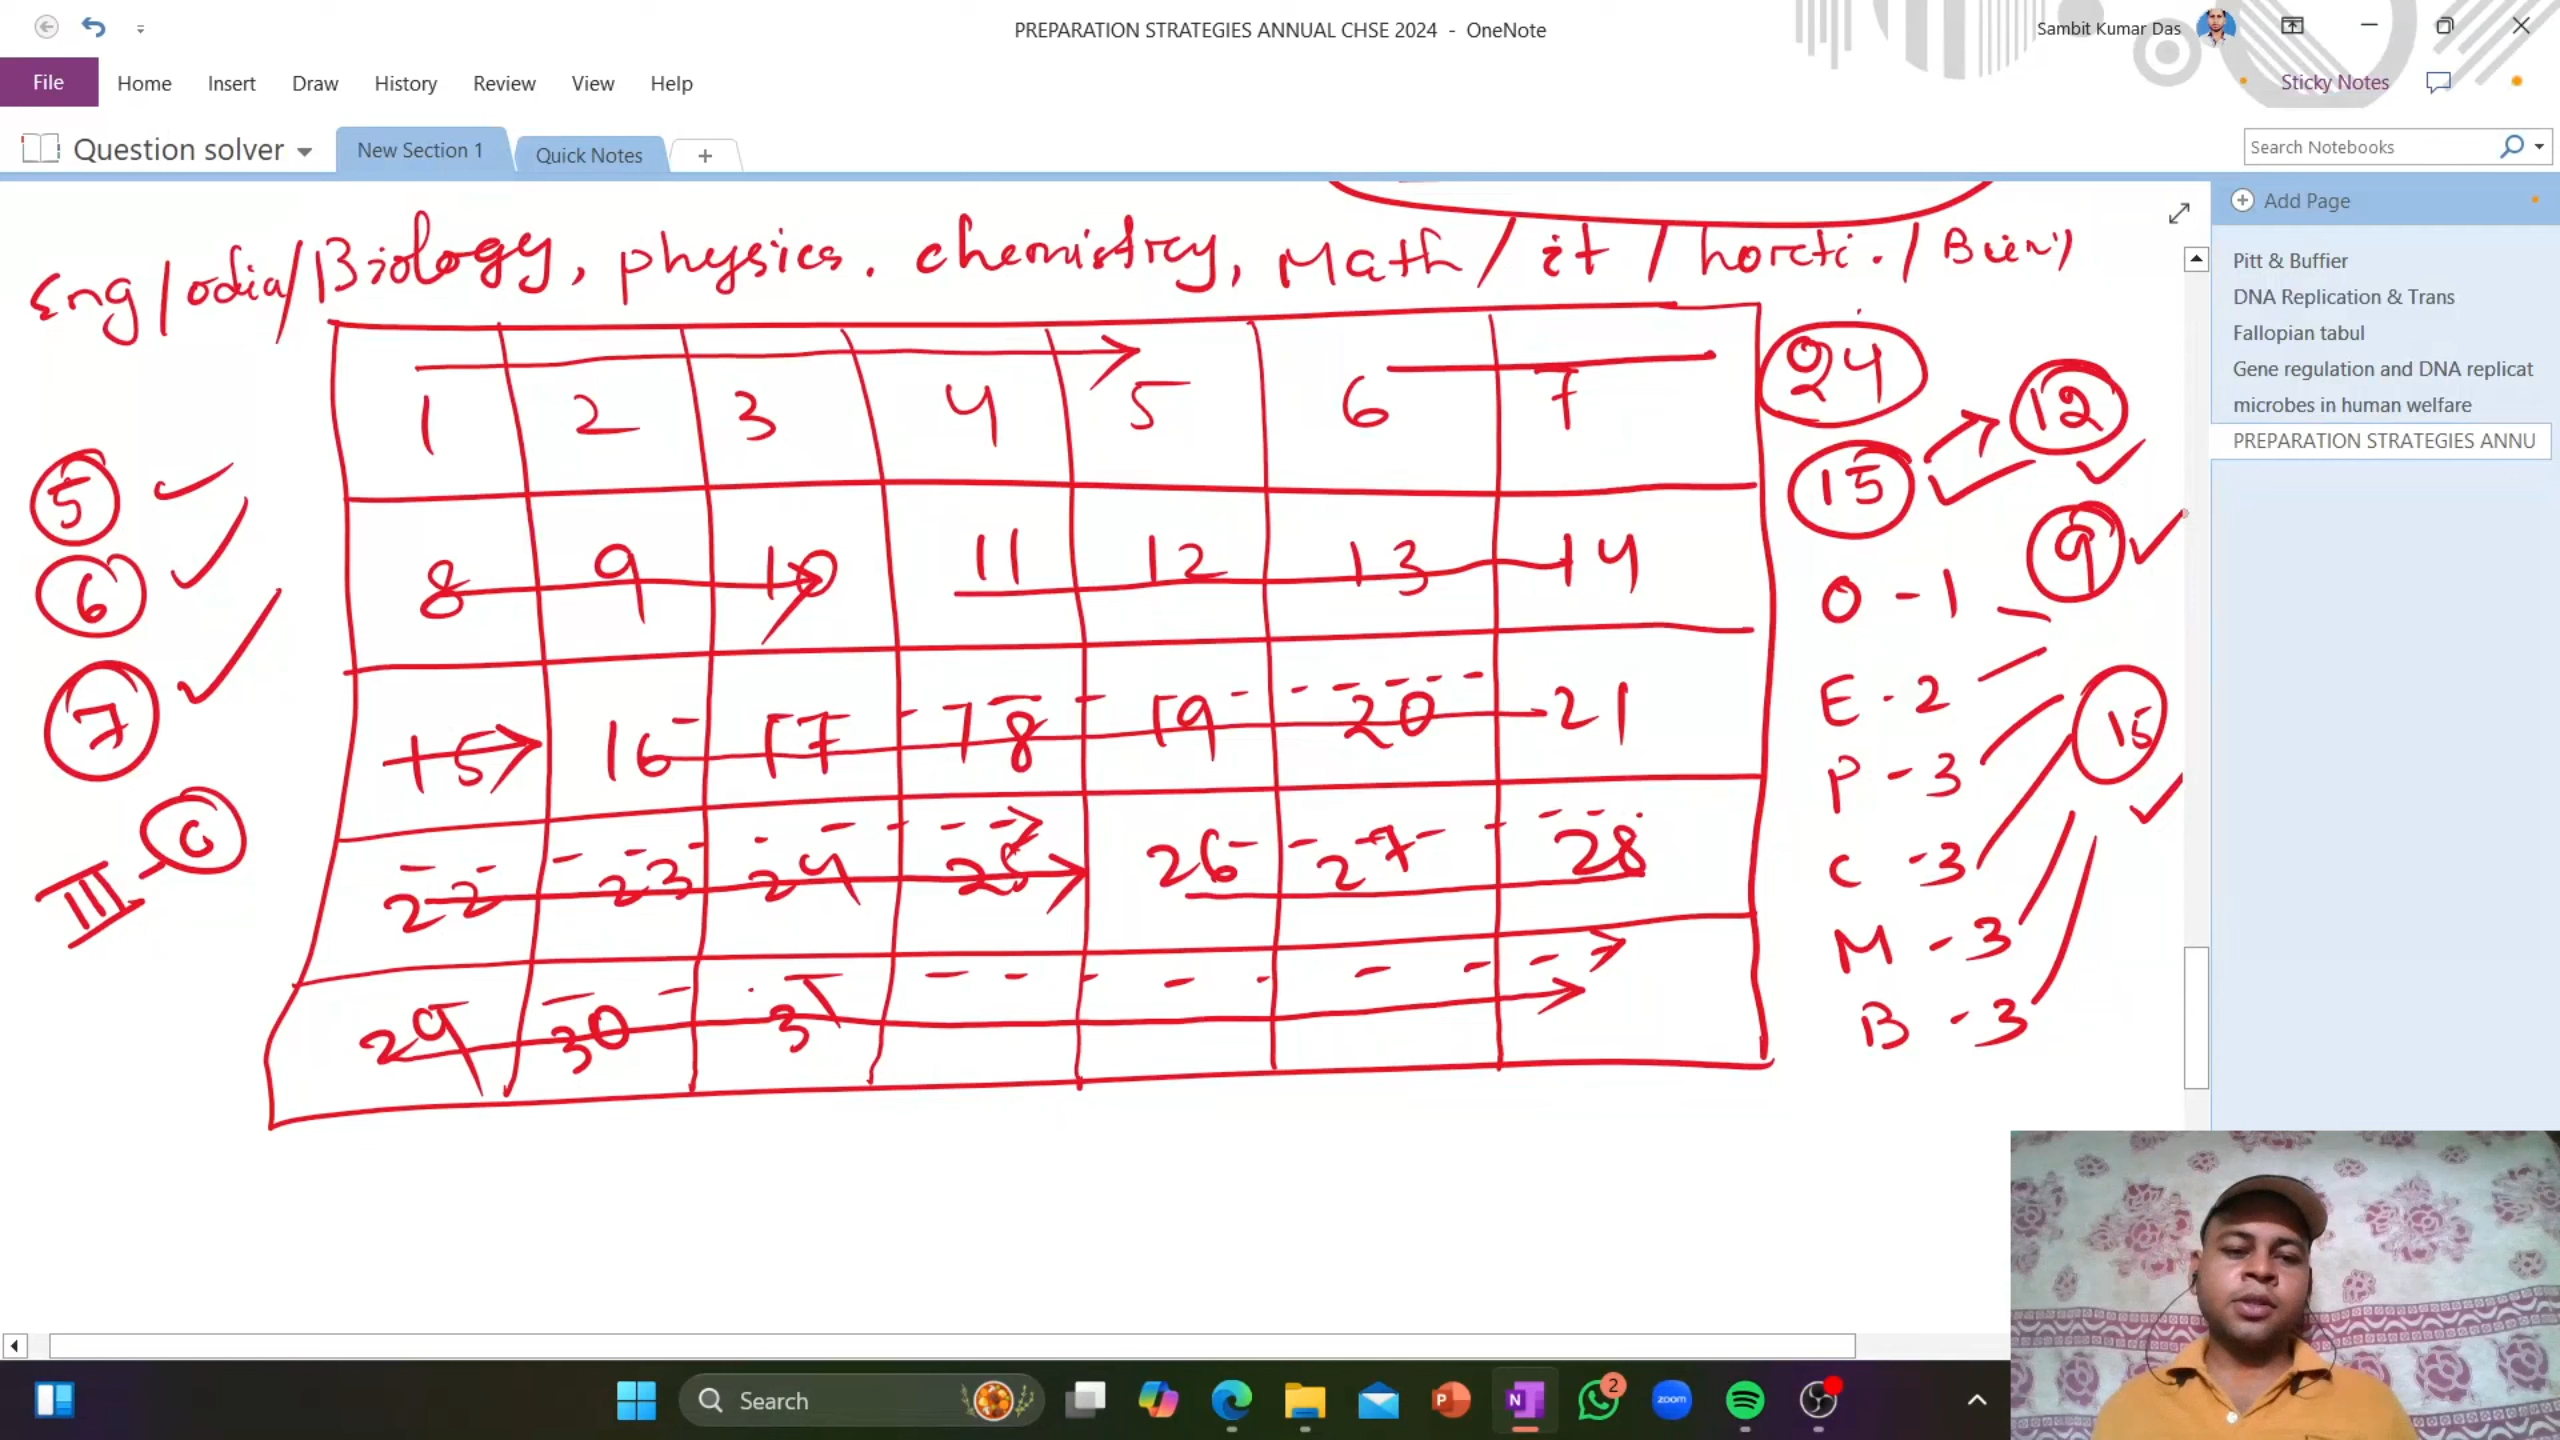 PREPARATION STRATEGIES ANNUAL CHSE 2024 - OneNote
Sambit Kumar Das
File Home Insert Draw History Review View Help
Sticky Notes
Question solver
New Section 1
Quick Notes
Search Notebooks
Add Page
Pitt & Buffier
DNA Replication & Trans
Fallopian tabul
Gene regulation and DNA replicat
microbes in human welfare
PREPARATION STRATEGIES ANNU
Eng/odia/Biology, physics. chemistry, Math/it/
1 2 3 4 5 6 7
8 9 10 11 12 13 14
15 16 17 18 19 20 21
22 23 24 25 26 27 28
29 30 31
5
6
7
III -
24
15
12
9
O - 1
E - 2
P - 3
C - 3
M - 3
B - 3
15
Search
2
zoom